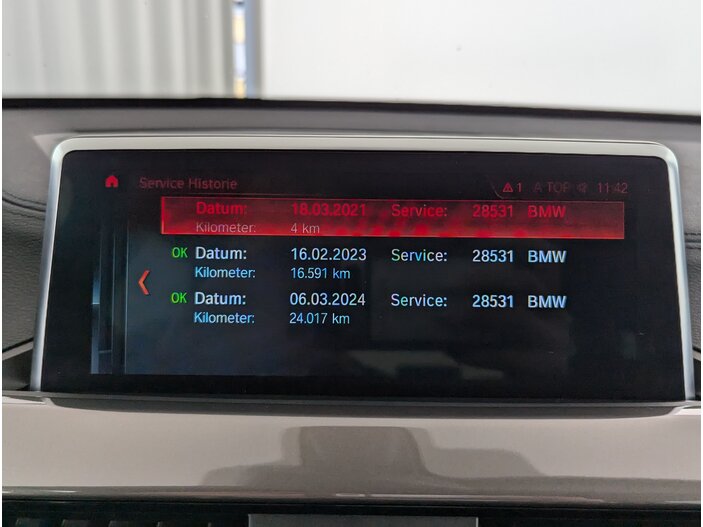 Service Historie 1 A TOP 11:42
Datum: 18.03.2021 Service: 28531 BMW
Kilometer: 4 km
OK Datum: 16.02.2023 Service: 28531 BMW
Kilometer: 16.591 km
OK Datum: 06.03.2024 Service: 28531 BMW
Kilometer: 24.017 km